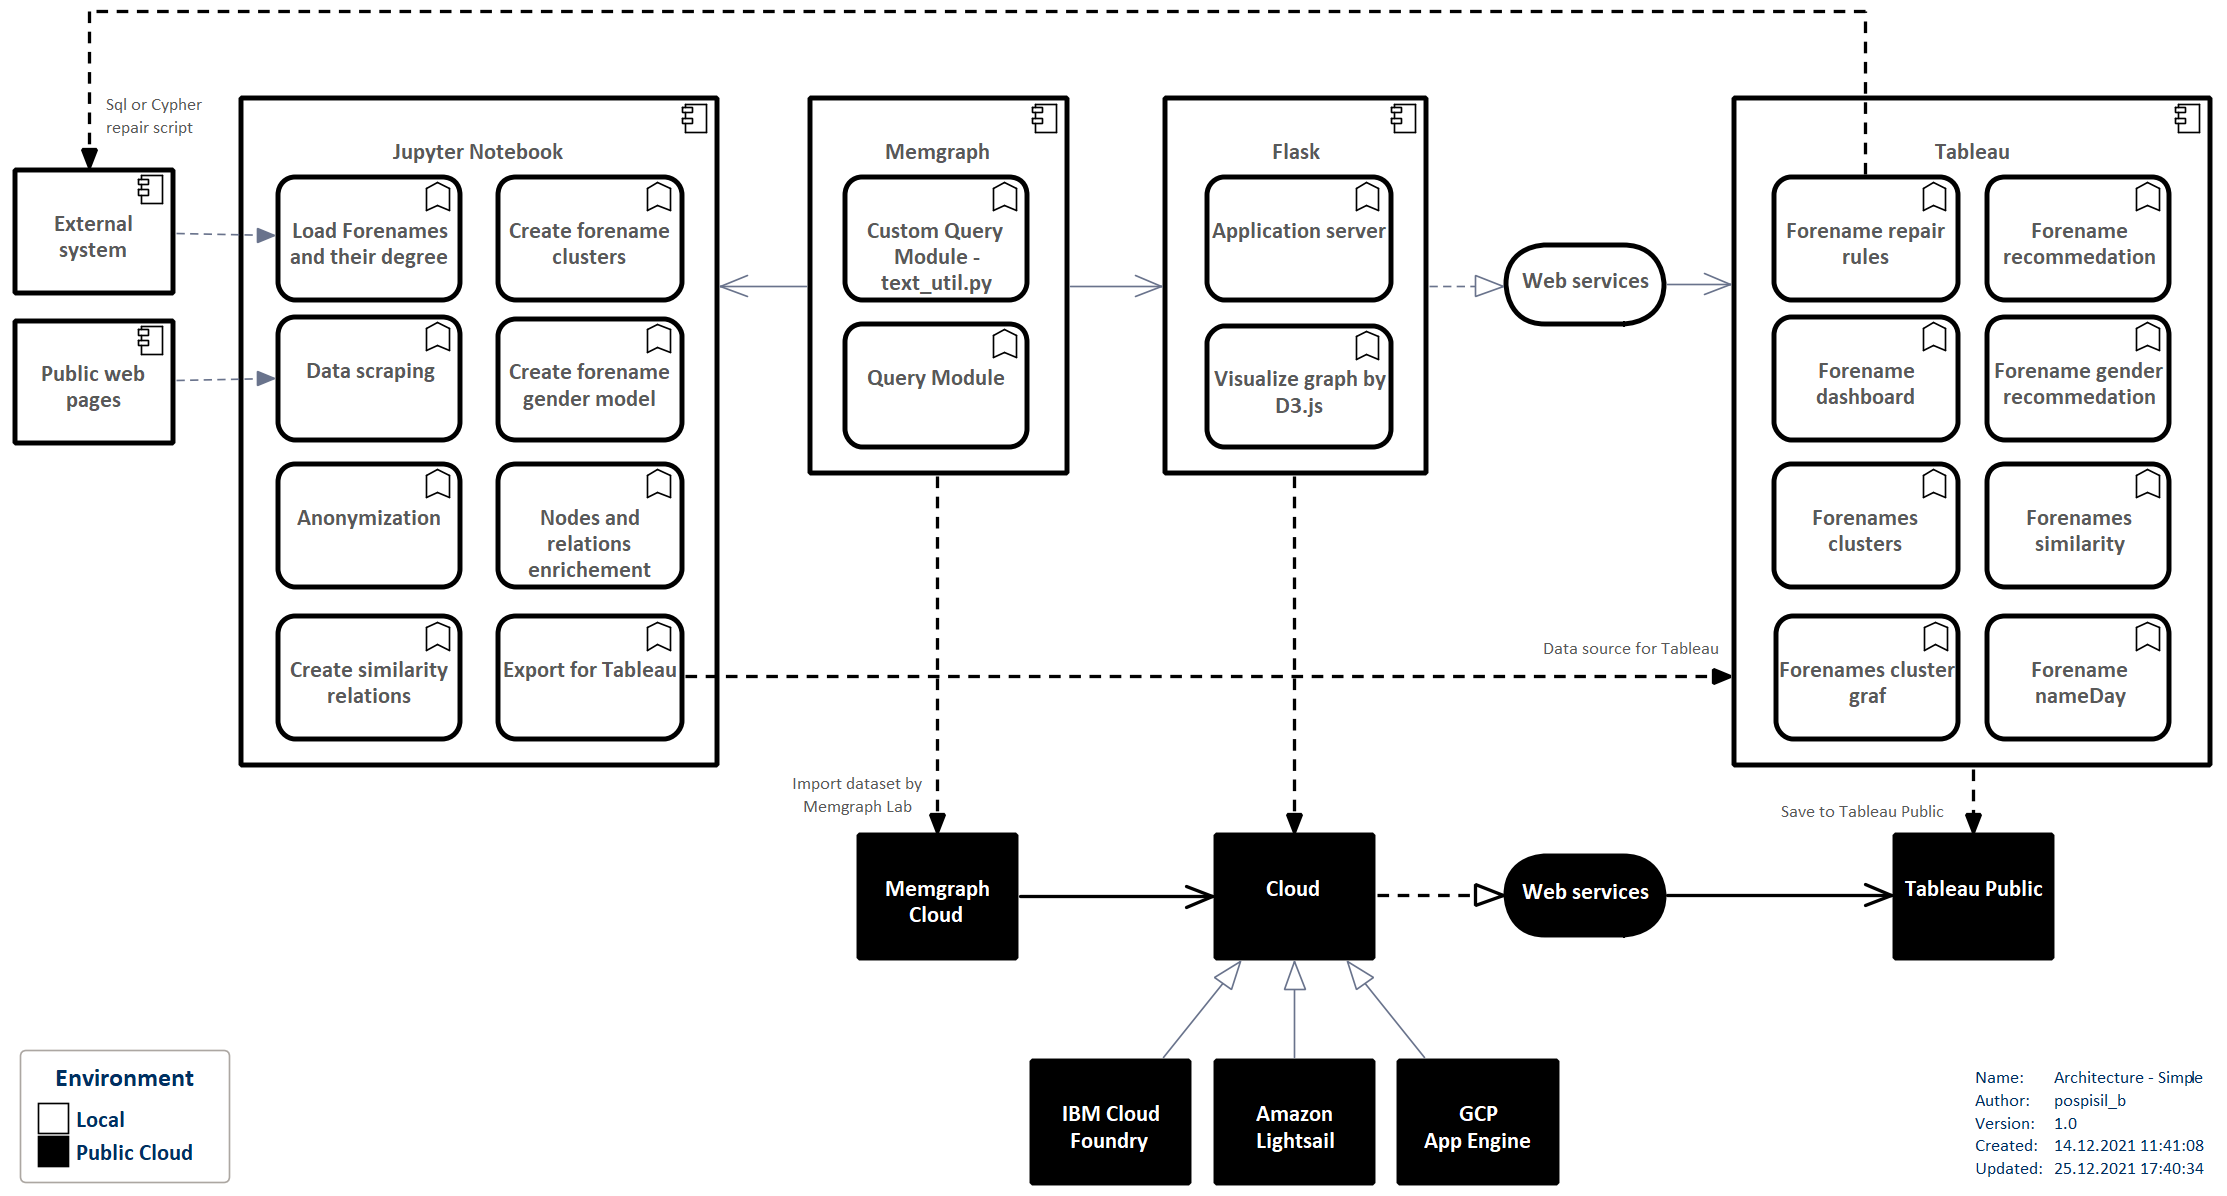 Sql or Cypher
repair script
External
system
Public web
pages
Jupyter Notebook
Load Forenames
and their degree
Create forename
clusters
Data scraping
Create forename
gender model
Anonymization
Nodes and
relations
enrichement
Create similarity
relations
Export for Tableau
Memgraph
Custom Query
Module -
text_util.py
Query Module
Flask
Application server
Visualize graph by
D3.js
Web services
Tableau
Forename repair
rules
Forename
recommedation
Forename
dashboard
Forename gender
recommedation
Forenames
clusters
Forenames
similarity
Forenames cluster
graf
Forename
nameDay
Data source for Tableau
Import dataset by
Memgraph Lab
Save to Tableau Public
Memgraph
Cloud
Cloud
Web services
Tableau Public
IBM Cloud
Foundry
Amazon
Lightsail
GCP
App Engine
Environment
Local
Public Cloud
Name: Architecture - Simple
Author: pospisil_b
Version: 1.0
Created: 14.12.2021 11:41:08
Updated: 25.12.2021 17:40:34